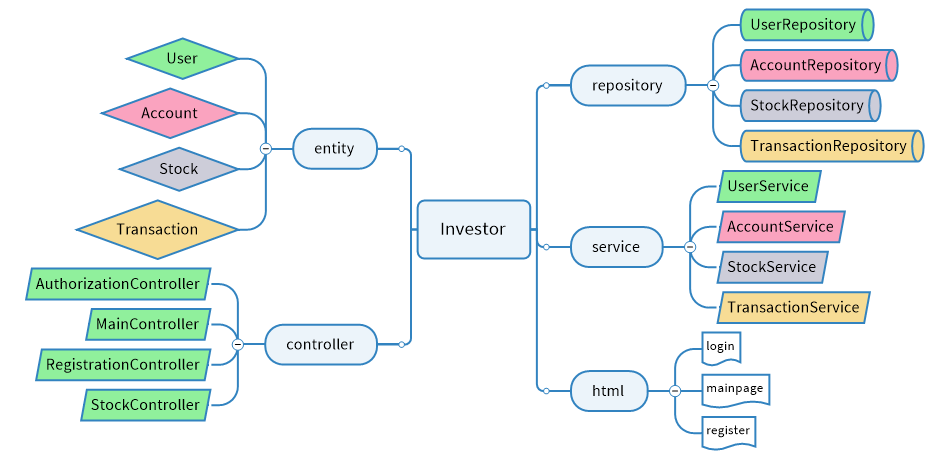 Investor
entity
User
Account
Stock
Transaction
controller
AuthorizationController
MainController
RegistrationController
StockController
repository
UserRepository
AccountRepository
StockRepository
TransactionRepository
service
UserService
AccountService
StockService
TransactionService
html
login
mainpage
register